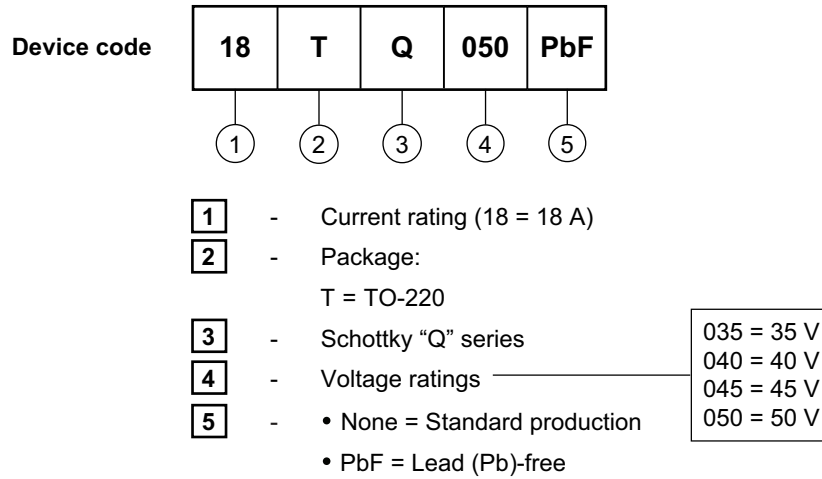 Device code 18 T Q 050 PbF
1 2 3 4 5
1 - Current rating (18 = 18 A)
2 - Package:
T = TO-220
3 - Schottky “Q” series
4 - Voltage ratings
5 - • None = Standard production
• PbF = Lead (Pb)-free
035 = 35 V
040 = 40 V
045 = 45 V
050 = 50 V